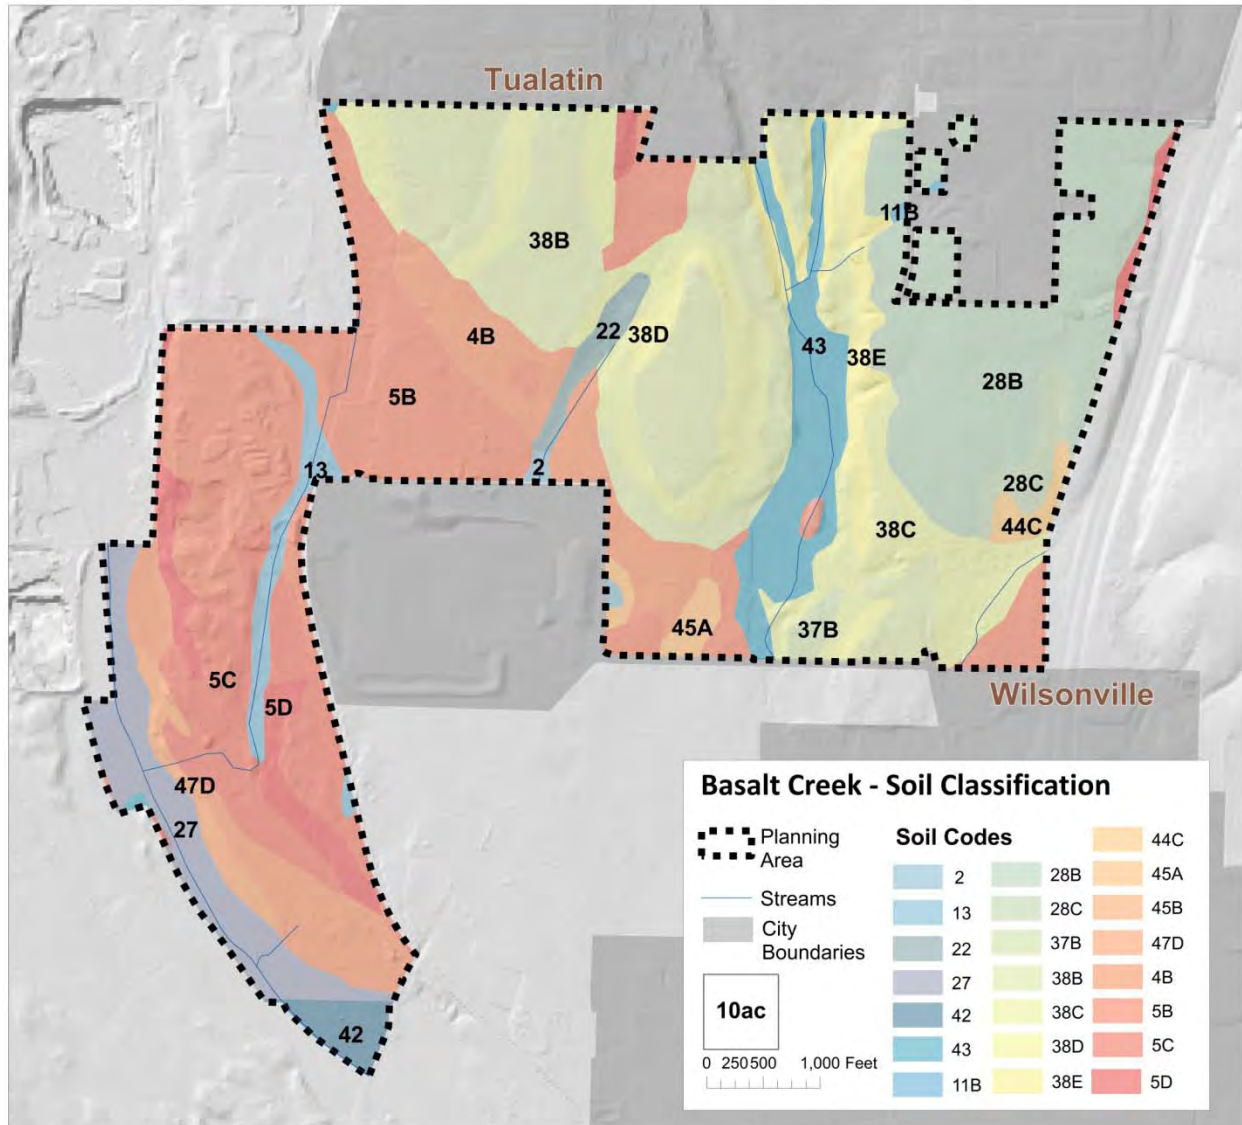 Tualatin
11B
38B
4B
22
38D
43
38E
28B
5B
13
2
28C
44C
38C
45A
37B
5C
5D
Wilsonville
47D
27
42
Basalt Creek - Soil Classification
Planning
Area
Streams
City
Boundaries
10ac
0 250 500 1,000 Feet
Soil Codes
2
13
22
27
42
43
11B
28B
28C
37B
38B
38C
38D
38E
44C
45A
45B
47D
4B
5B
5C
5D